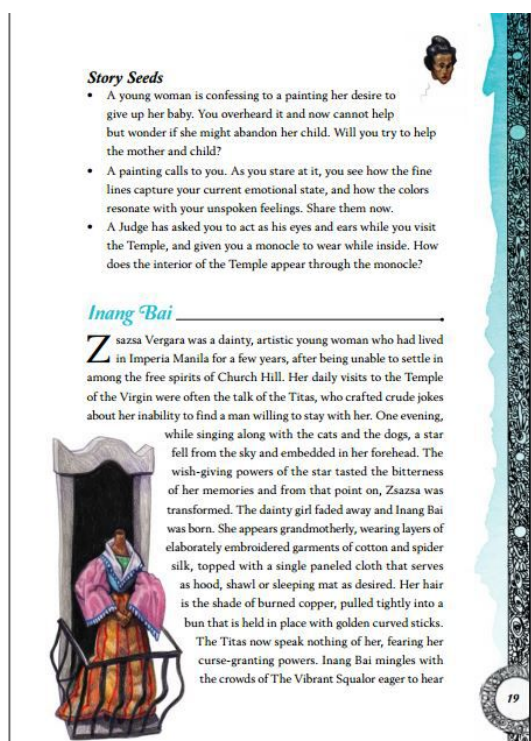 Story Seeds
• A young woman is confessing to a painting her desire to
give up her baby. You overheard it and now cannot help
but wonder if she might abandon her child. Will you try to help
the mother and child?
• A painting calls to you. As you stare at it, you see how the fine
lines capture your current emotional state, and how the colors
resonate with your unspoken feelings. Share them now.
• A Judge has asked you to act as his eyes and ears while you visit
the Temple, and given you a monocle to wear while inside. How
does the interior of the Temple appear through the monocle?
Inang Bai
Zsazsa Vergara was a dainty, artistic young woman who had lived
in Imperia Manila for a few years, after being unable to settle in
among the free spirits of Church Hill. Her daily visits to the Temple
of the Virgin were often the talk of the Titas, who crafted crude jokes
about her inability to find a man willing to stay with her. One evening,
while singing along with the cats and the dogs, a star
fell from the sky and embedded in her forehead. The
wish-giving powers of the star tasted the bitterness
of her memories and from that point on, Zsazsa was
transformed. The dainty girl faded away and Inang Bai
was born. She appears grandmotherly, wearing layers of
elaborately embroidered garments of cotton and spider
silk, topped with a single paneled cloth that serves
as hood, shawl or sleeping mat as desired. Her hair
is the shade of burned copper, pulled tightly into a
bun that is held in place with golden curved sticks.
The Titas now speak nothing of her, fearing her
curse-granting powers. Inang Bai mingles with
the crowds of The Vibrant Squalor eager to hear
19